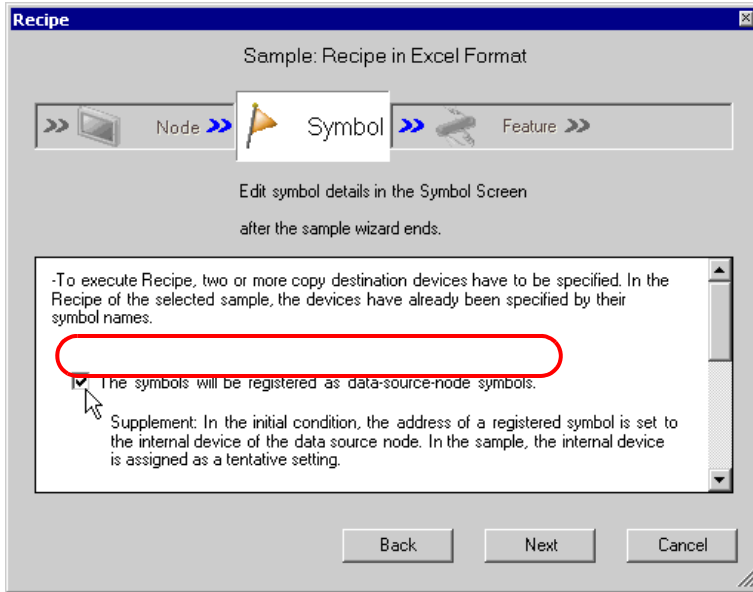 Recipe
Sample: Recipe in Excel Format
>> Node >> Symbol >> Feature >>
Edit symbol details in the Symbol Screen
after the sample wizard ends.
-To execute Recipe, two or more copy destination devices have to be specified. In the
Recipe of the selected sample, the devices have already been specified by their
symbol names.
The symbols will be registered as data-source-node symbols.
Supplement: In the initial condition, the address of a registered symbol is set to
the internal device of the data source node. In the sample, the internal device
is assigned as a tentative setting.
Back Next Cancel